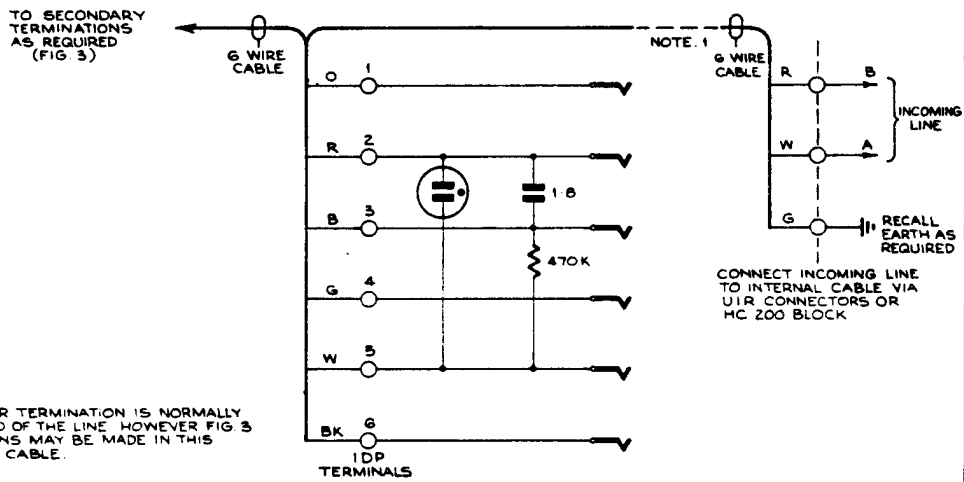 TO SECONDARY
TERMINATIONS
AS REQUIRED
(FIG. 3)
6 WIRE
CABLE
NOTE. 1
6 WIRE
CABLE
O 1
R 2
B 3
G 4
W 5
BK 6
1DP
TERMINALS
1·8
470K
R B
W A
G
INCOMING
LINE
RECALL
EARTH AS
REQUIRED
CONNECT INCOMING LINE
TO INTERNAL CABLE VIA
UIR CONNECTORS OR
HC 200 BLOCK
R TERMINATION IS NORMALLY
OF THE LINE HOWEVER FIG. 3
MAY BE MADE IN THIS
CABLE.